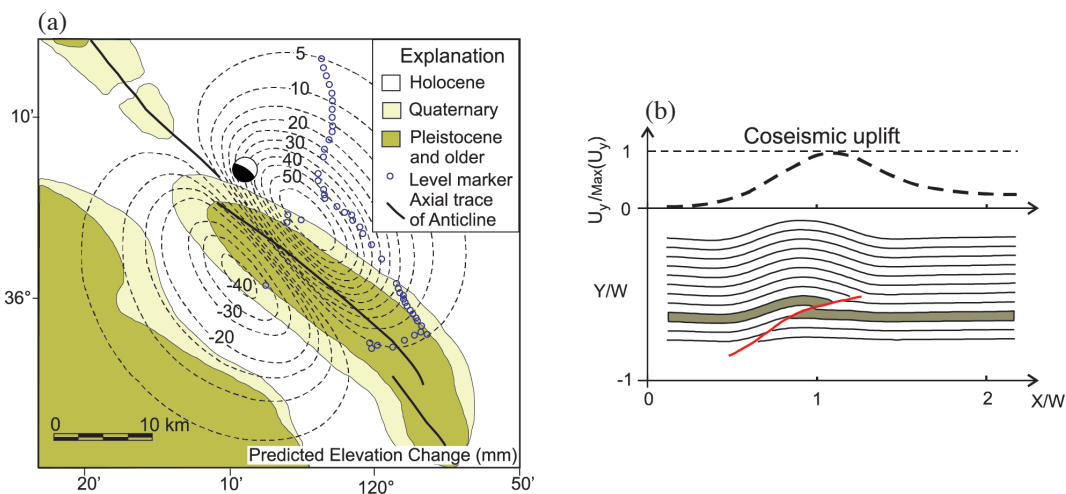 (a)
Explanation
Holocene
Quaternary
Pleistocene
and older
Level marker
Axial trace
of Anticline
5
10
20
30
40
50
-40
-30
-20
10’
36°
0 10 km
Predicted Elevation Change (mm)
20’ 10’ 120° 50’
(b)
Coseismic uplift
Uy/Max(Uy)
1
0
Y/W
-1
0 1 2 X/W